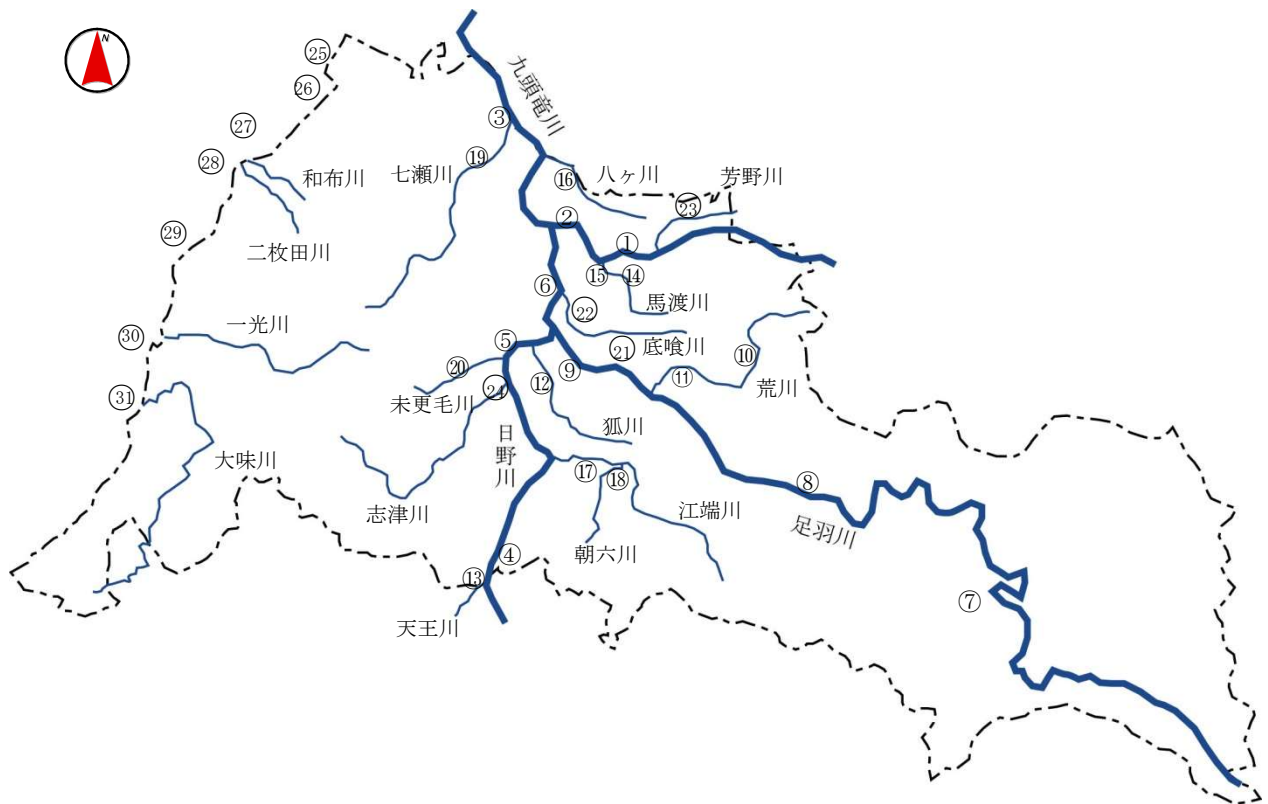 N
㉕
㉖
九頭竜川
③
㉗
㉘
和布川
七瀬川
⑲
⑯
八ヶ川
芳野川
㉓
㉙
二枚田川
②
①
⑮
⑭
馬渡川
⑥
㉒
㉚
一光川
⑤
底喰川
㉑
⑩
⑨
⑳
⑫
⑪
荒川
㉛
未更毛川
㉔
狐川
日野川
大味川
⑰
⑱
⑧
志津川
江端川
足羽川
朝六川
④
⑬
⑦
天王川